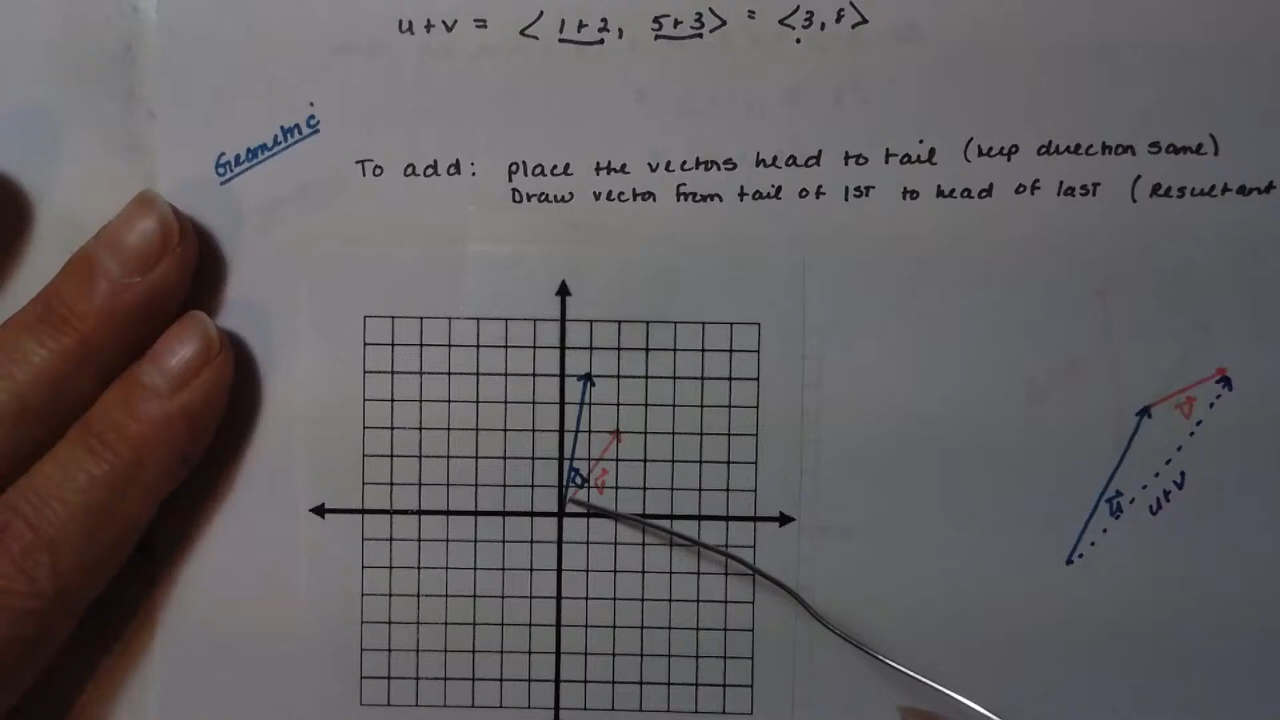 u+v = < 1+2, 5+3> = <3, 8>
Geometric
To add: place the vectors head to tail (keep direction same)
Draw vector from tail of 1ST to head of last (Resultant
u
v
v
u
u+v